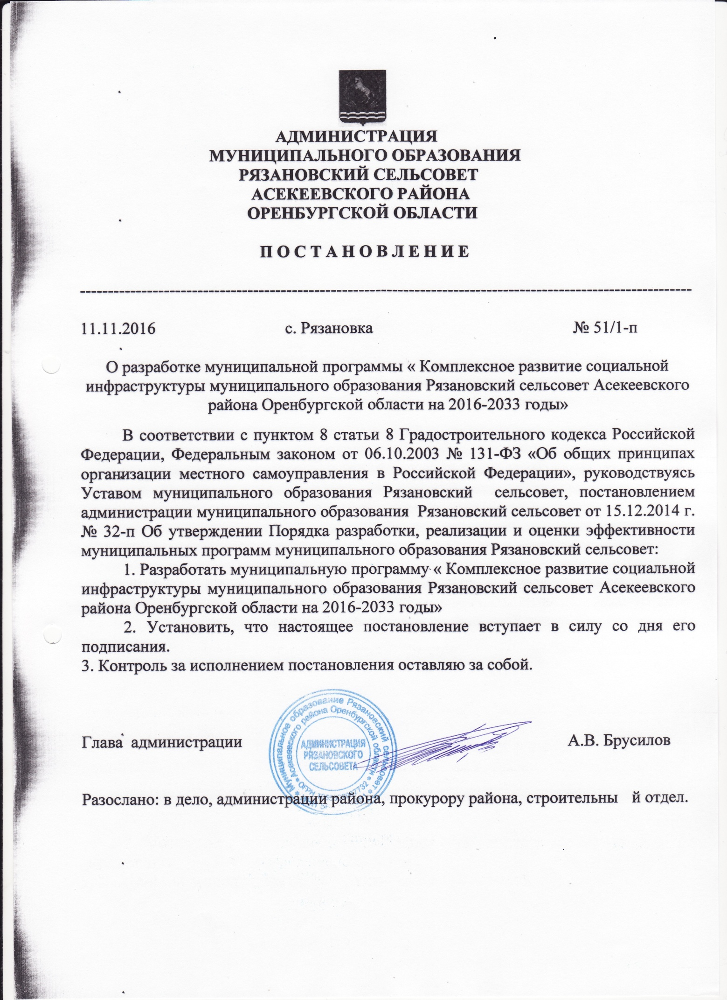 АДМИНИСТРАЦИЯ
МУНИЦИПАЛЬНОГО ОБРАЗОВАНИЯ
РЯЗАНОВСКИЙ СЕЛЬСОВЕТ
АСЕКЕЕВСКОГО РАЙОНА
ОРЕНБУРГСКОЙ ОБЛАСТИ
П О С Т А Н О В Л Е Н И Е
---------------------------------------------------------------------------------------------------------------
11.11.2016 с. Рязановка № 51/1-п
О разработке муниципальной программы « Комплексное развитие социальной
инфраструктуры муниципального образования Рязановский сельсовет Асекеевского
района Оренбургской области на 2016-2033 годы»
В соответствии с пунктом 8 статьи 8 Градостроительного кодекса Российской
Федерации, Федеральным законом от 06.10.2003 № 131-ФЗ «Об общих принципах
организации местного самоуправления в Российской Федерации», руководствуясь
Уставом муниципального образования Рязановский сельсовет, постановлением
администрации муниципального образования Рязановский сельсовет от 15.12.2014 г.
№ 32-п Об утверждении Порядка разработки, реализации и оценки эффективности
муниципальных программ муниципального образования Рязановский сельсовет:
1. Разработать муниципальную программу « Комплексное развитие социальной
инфраструктуры муниципального образования Рязановский сельсовет Асекеевского
района Оренбургской области на 2016-2033 годы»
2. Установить, что настоящее постановление вступает в силу со дня его
подписания.
3. Контроль за исполнением постановления оставляю за собой.
Муниципальное образование Рязановский сельсовет *
* Асекеевского района Оренбургской области *
АДМИНИСТРАЦИЯ
РЯЗАНОВСКОГО
СЕЛЬСОВЕТА
ОГРН
Глава администрации А.В. Брусилов
Разослано: в дело, администрации района, прокурору района, строительны й отдел.